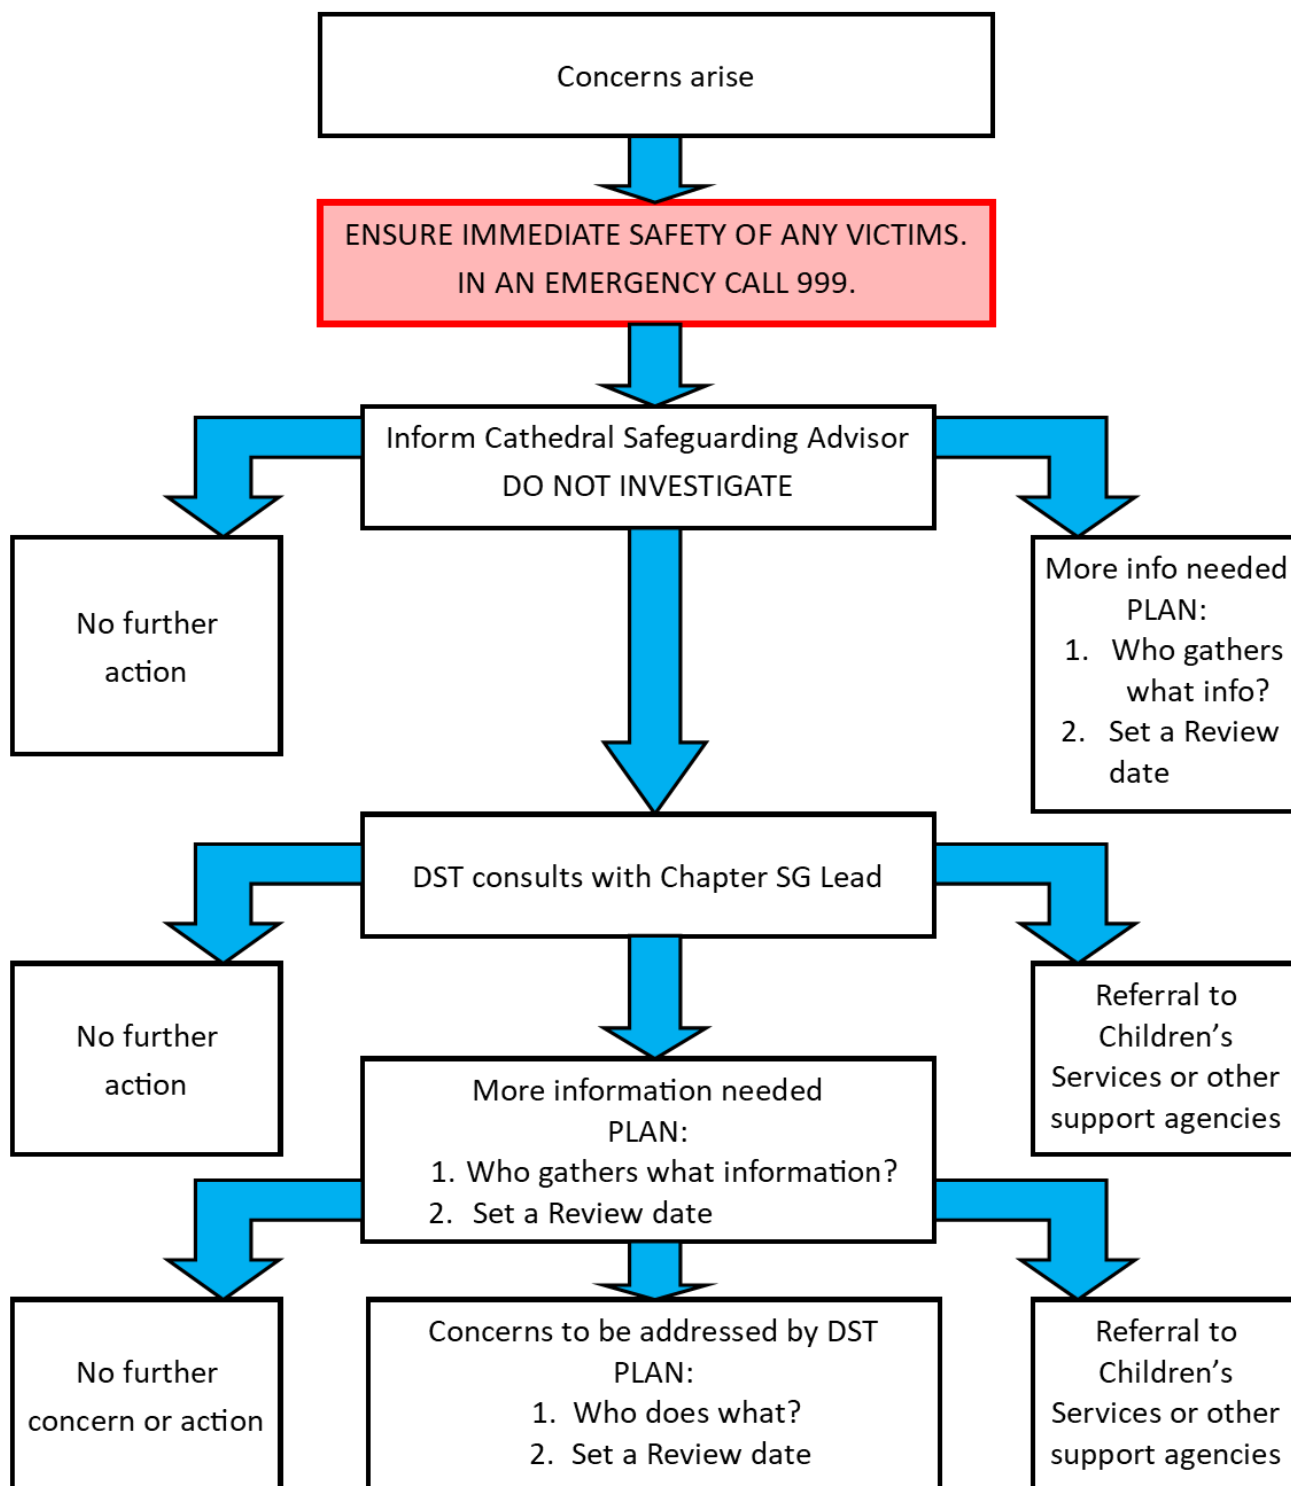 Concerns arise
ENSURE IMMEDIATE SAFETY OF ANY VICTIMS.
IN AN EMERGENCY CALL 999.
Inform Cathedral Safeguarding Advisor
DO NOT INVESTIGATE
No further
action
More info needed
PLAN:
1. Who gathers
what info?
2. Set a Review
date
DST consults with Chapter SG Lead
No further
action
Referral to
Children’s
Services or other
support agencies
More information needed
PLAN:
1. Who gathers what information?
2. Set a Review date
No further
concern or action
Concerns to be addressed by DST
PLAN:
1. Who does what?
2. Set a Review date
Referral to
Children’s
Services or other
support agencies